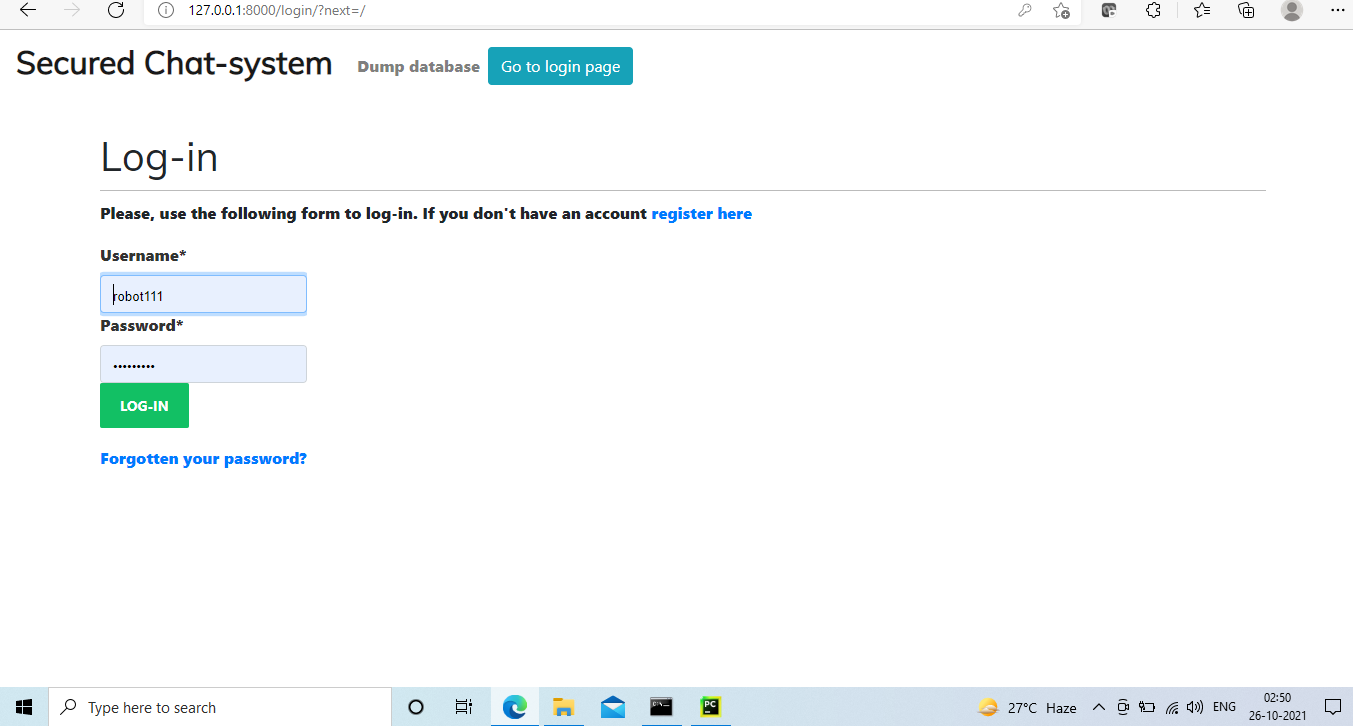 127.0.0.1:8000/login/?next=/
Secured Chat-system Dump database Go to login page
Log-in
Please, use the following form to log-in. If you don't have an account register here
Username*
robot111
Password*
•••••••••
LOG-IN
Forgotten your password?
Type here to search
PC
27°C Haze
ENG
02:50
26-10-2021